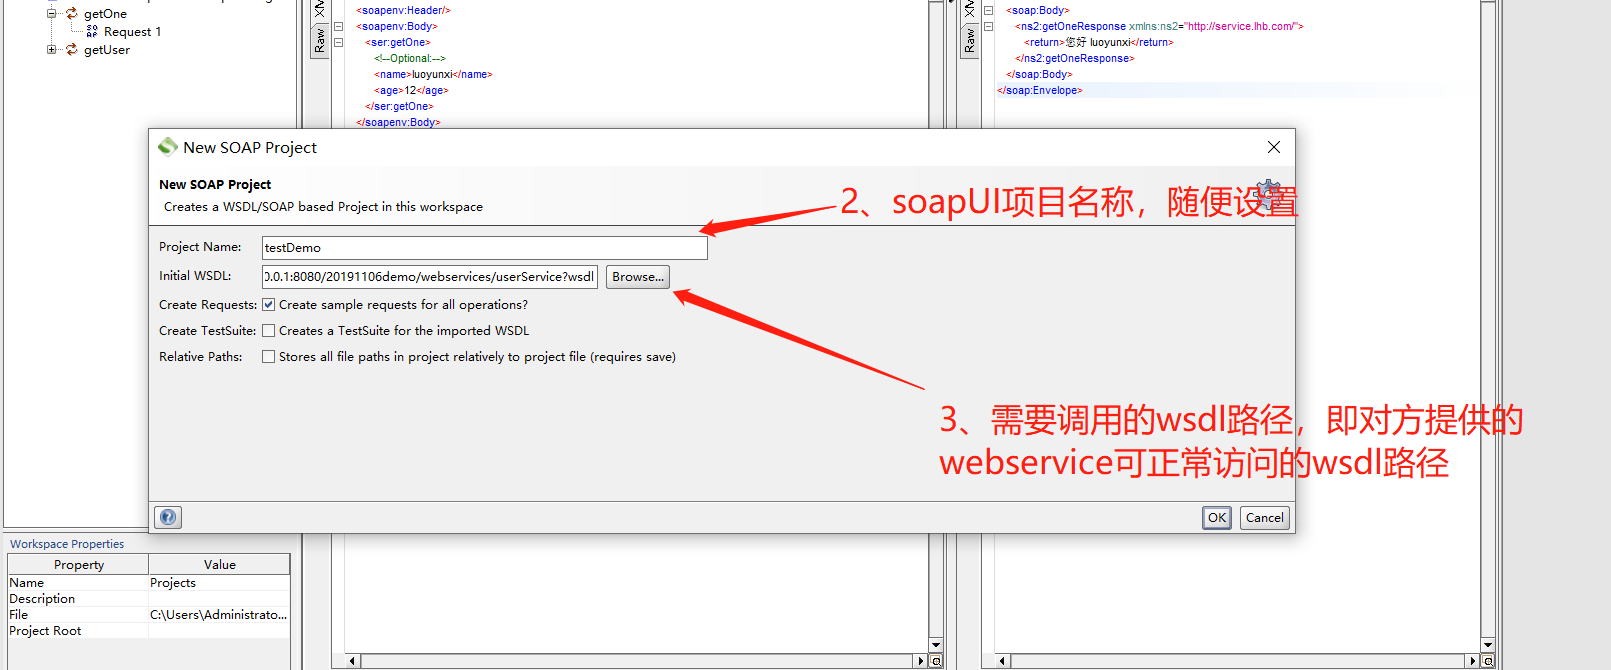 getOne
Request 1
getUser
XM
Raw
<soapenv:Header/>
<soapenv:Body>
<ser:getOne>
<!--Optional:-->
<name>luoyunxi</name>
<age>12</age>
</ser:getOne>
</soapenv:Body>
XM
Raw
<soap:Body>
<ns2:getOneResponse xmlns:ns2="http://service.lhb.com/">
<return>您好 luoyunxi</return>
</ns2:getOneResponse>
</soap:Body>
</soap:Envelope>
New SOAP Project
New SOAP Project
Creates a WSDL/SOAP based Project in this workspace
2、soapUI项目名称，随便设置
Project Name:
testDemo
Initial WSDL:
0.0.1:8080/20191106demo/webservices/userService?wsdl
Browse...
Create Requests:
Create sample requests for all operations?
Create TestSuite:
Creates a TestSuite for the imported WSDL
Relative Paths:
Stores all file paths in project relatively to project file (requires save)
3、需要调用的wsdl路径，即对方提供的
webservice可正常访问的wsdl路径
OK
Cancel
Workspace Properties
Property Value
Name Projects
Description
File C:\Users\Administrato...
Project Root